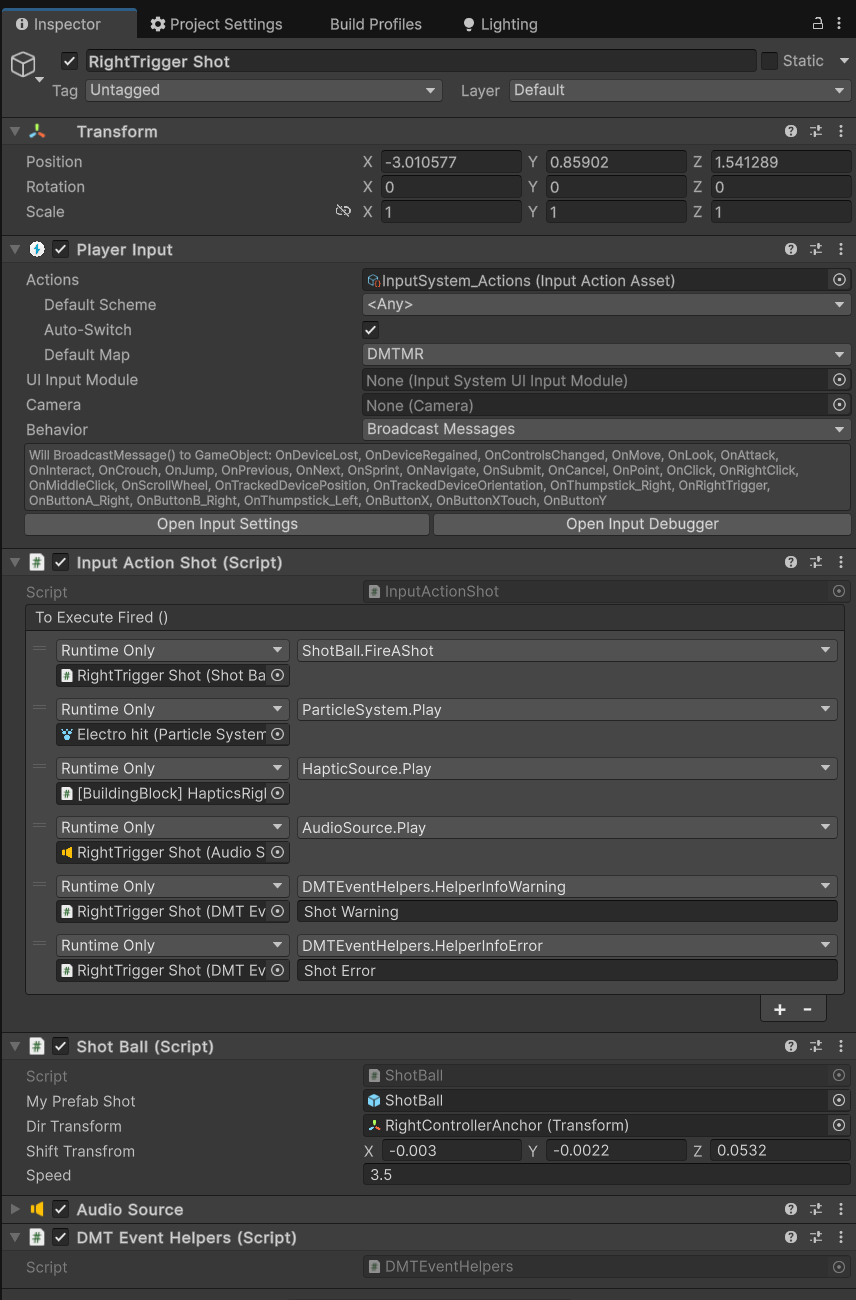 Inspector Project Settings Build Profiles Lighting
RightTrigger Shot Static
Tag Untagged Layer Default
Transform
Position X -3.010577 Y 0.85902 Z 1.541289
Rotation X 0 Y 0 Z 0
Scale X 1 Y 1 Z 1
Player Input
Actions InputSystem_Actions (Input Action Asset)
Default Scheme <Any>
Auto-Switch
Default Map DMTMR
UI Input Module None (Input System UI Input Module)
Camera None (Camera)
Behavior Broadcast Messages
Will BroadcastMessage() to GameObject: OnDeviceLost, OnDeviceRegained, OnControlsChanged, OnMove, OnLook, OnAttack,
OnInteract, OnCrouch, OnJump, OnPrevious, OnNext, OnSprint, OnNavigate, OnSubmit, OnCancel, OnPoint, OnClick, OnRightClick,
OnMiddleClick, OnScrollWheel, OnTrackedDevicePosition, OnTrackedDeviceOrientation, OnThumpstick_Right, OnRightTrigger,
OnButtonA_Right, OnButtonB_Right, OnThumpstick_Left, OnButtonX, OnButtonXTouch, OnButtonY
Open Input Settings Open Input Debugger
# Input Action Shot (Script)
Script # InputActionShot
To Execute Fired ()
Runtime Only ShotBall.FireAShot
# RightTrigger Shot (Shot Ba
Runtime Only ParticleSystem.Play
Electro hit (Particle System
Runtime Only HapticSource.Play
# [BuildingBlock] HapticsRigl
Runtime Only AudioSource.Play
RightTrigger Shot (Audio S
Runtime Only DMTEventHelpers.HelperInfoWarning
# RightTrigger Shot (DMT Ev Shot Warning
Runtime Only DMTEventHelpers.HelperInfoError
# RightTrigger Shot (DMT Ev Shot Error
+ -
# Shot Ball (Script)
Script # ShotBall
My Prefab Shot ShotBall
Dir Transform RightControllerAnchor (Transform)
Shift Transfrom X -0.003 Y -0.0022 Z 0.0532
Speed 3.5
Audio Source
# DMT Event Helpers (Script)
Script # DMTEventHelpers